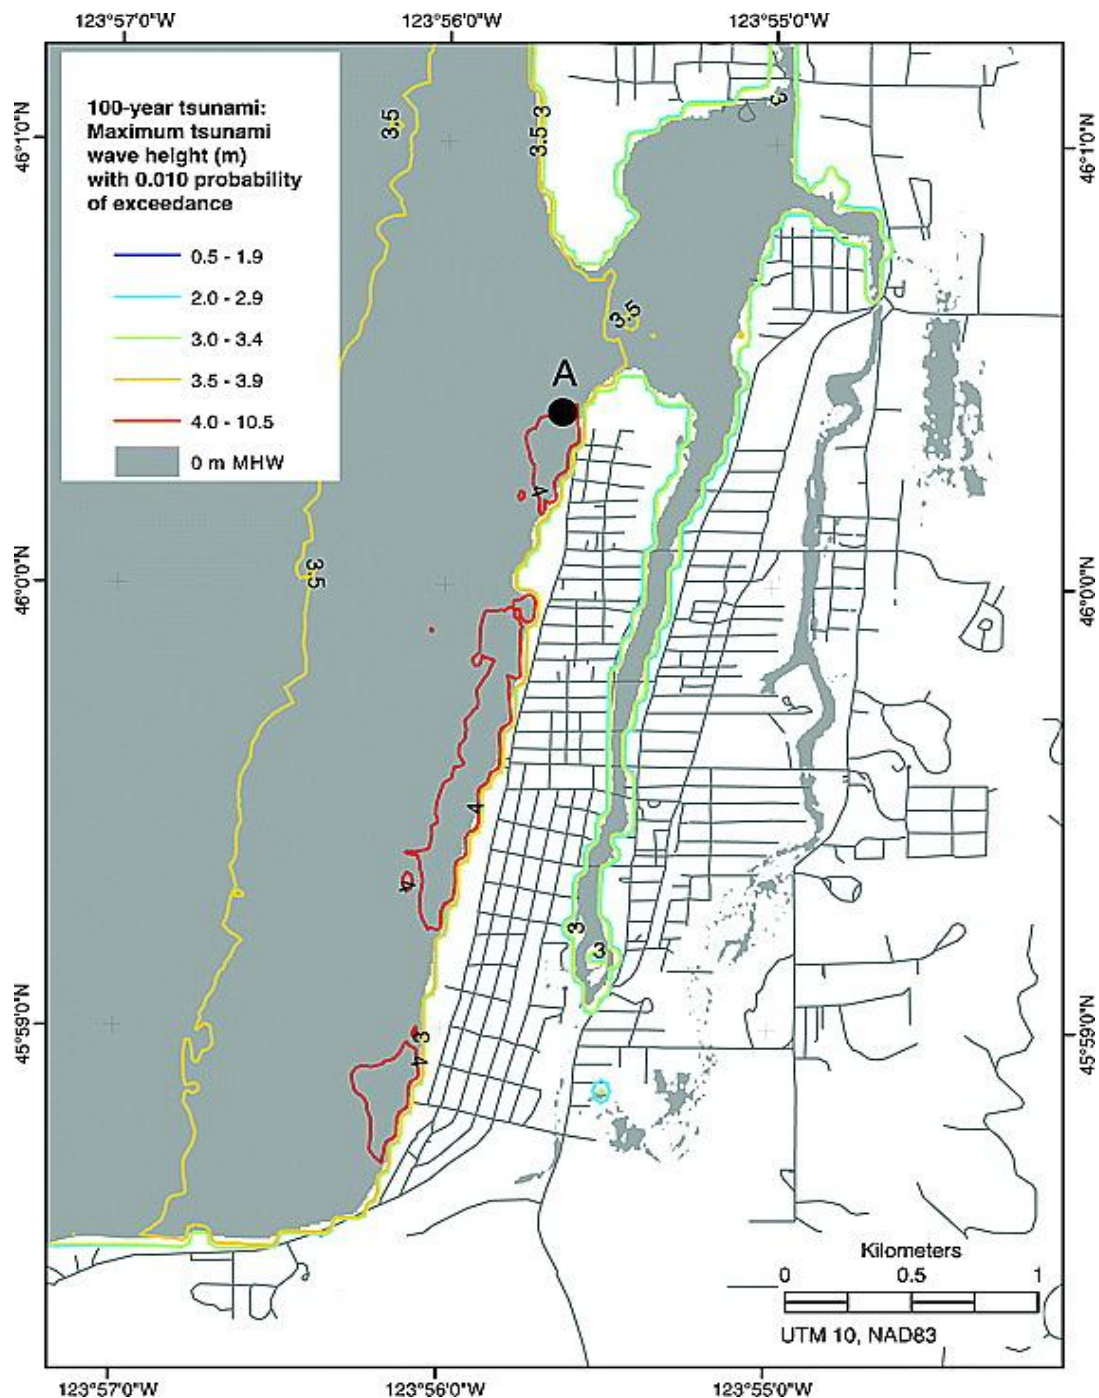 123°57'0"W
123°56'0"W
123°55'0"W
100-year tsunami:
Maximum tsunami
wave height (m)
with 0.010 probability
of exceedance
0.5 - 1.9
2.0 - 2.9
3.0 - 3.4
3.5 - 3.9
4.0 - 10.5
0 m MHW
46°1'0"N
46°1'0"N
3.5
3.5 3
3
3.5
A
4
46°0'0"N
46°0'0"N
3.5
4
4
3
3
45°59'0"N
45°59'0"N
3
4
Kilometers
0 0.5 1
UTM 10, NAD83
123°57'0"W
123°56'0"W
123°55'0"W